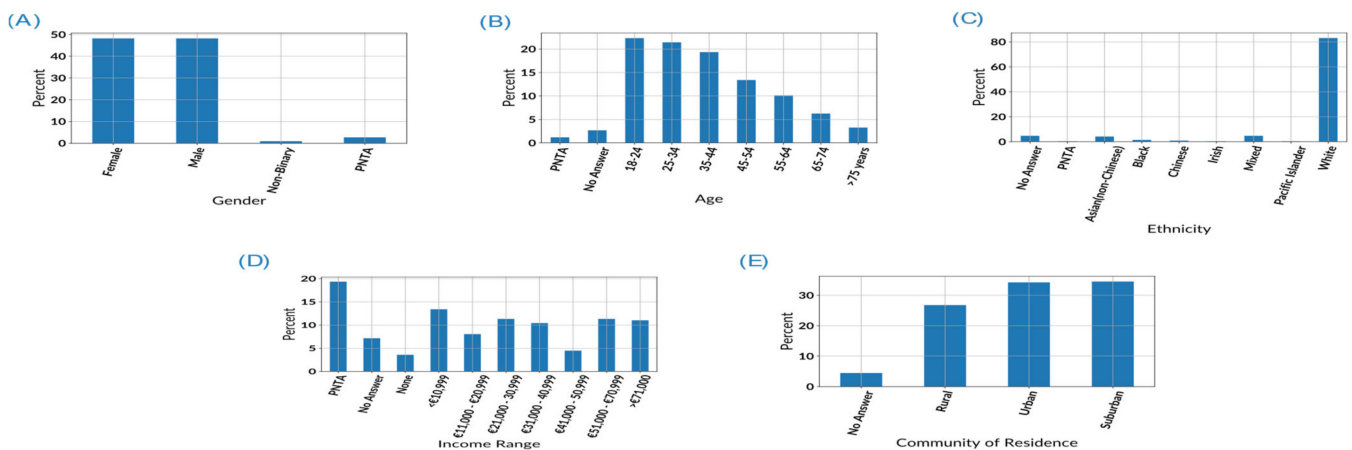 (A)
50
40
30
20
10
0
Percent
Female
Male
Non-Binary
PNTA
Gender
(B)
20
15
10
5
0
Percent
PNTA
No Answer
18-24
25-34
35-44
45-54
55-64
65-74
>75 years
Age
(C)
80
60
40
20
0
Percent
No Answer
PNTA
Asian(non-Chinese)
Black
Chinese
Irish
Mixed
Pacific Islander
White
Ethnicity
(D)
20
15
10
5
0
Percent
PNTA
No Answer
None
<€10,999
€11,000 - €20,999
€21,000 - 30,999
€31,000 - 40,999
€41,000 - 50,999
€51,000 - €70,999
>€71,000
Income Range
(E)
30
20
10
0
Percent
No Answer
Rural
Urban
Suburban
Community of Residence